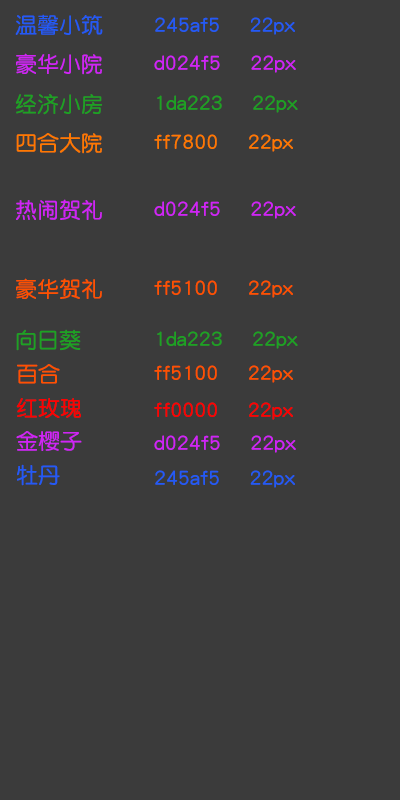 温馨小筑 245af5 22px
豪华小院 d024f5 22px
经济小房 1da223 22px
四合大院 ff7800 22px
热闹贺礼 d024f5 22px
豪华贺礼 ff5100 22px
向日葵 1da223 22px
百合 ff5100 22px
红玫瑰 ff0000 22px
金樱子 d024f5 22px
牡丹 245af5 22px